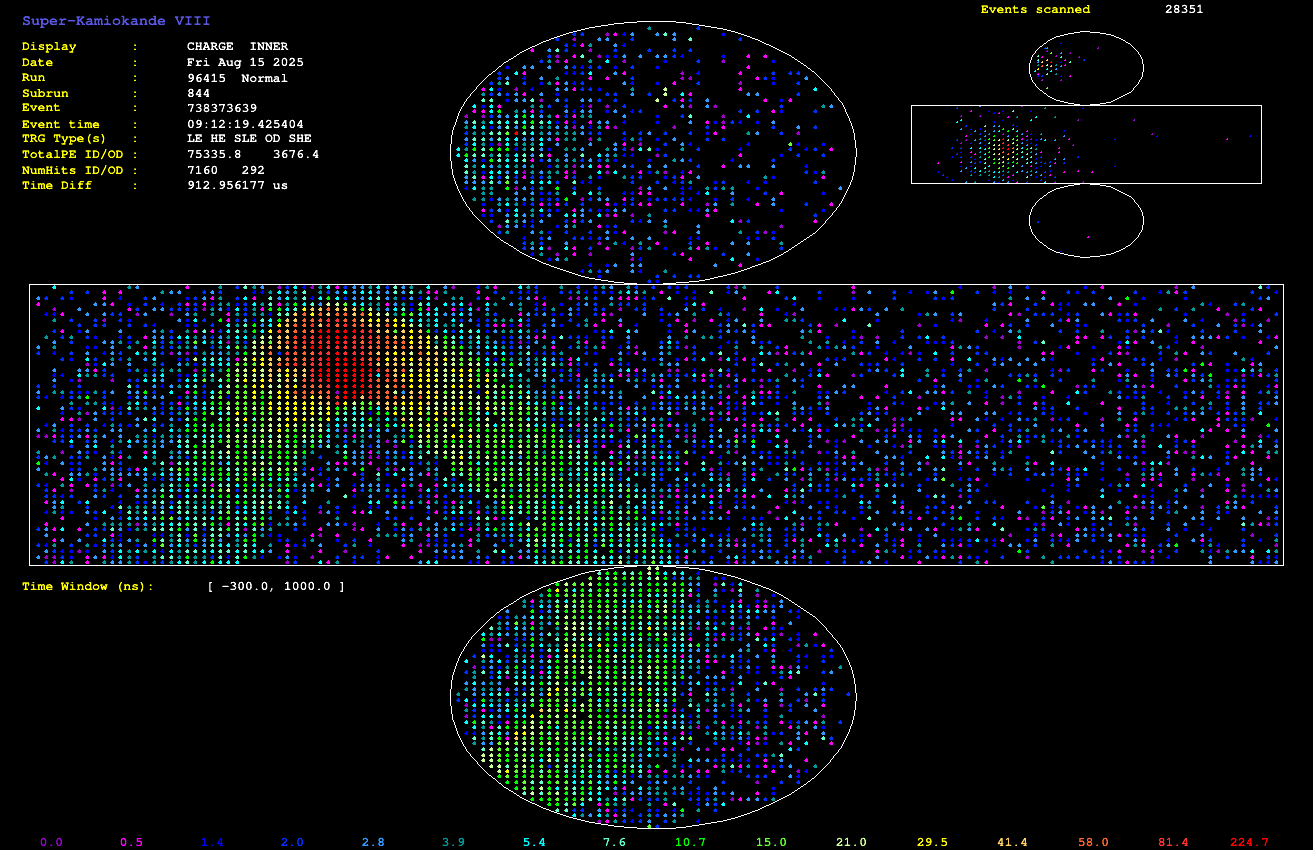 Super-Kamiokande VIII
Events scanned 28351
Display : CHARGE INNER
Date : Fri Aug 15 2025
Run : 96415 Normal
Subrun : 844
Event : 738373639
Event time : 09:12:19.425404
TRG Type(s) : LE HE SLE OD SHE
TotalPE ID/OD : 75335.8 3676.4
NumHits ID/OD : 7160 292
Time Diff : 912.956177 us
Time Window (ns): [ -300.0, 1000.0 ]
0.0 0.5 1.4 2.0 2.8 3.9 5.4 7.6 10.7 15.0 21.0 29.5 41.4 58.0 81.4 224.7